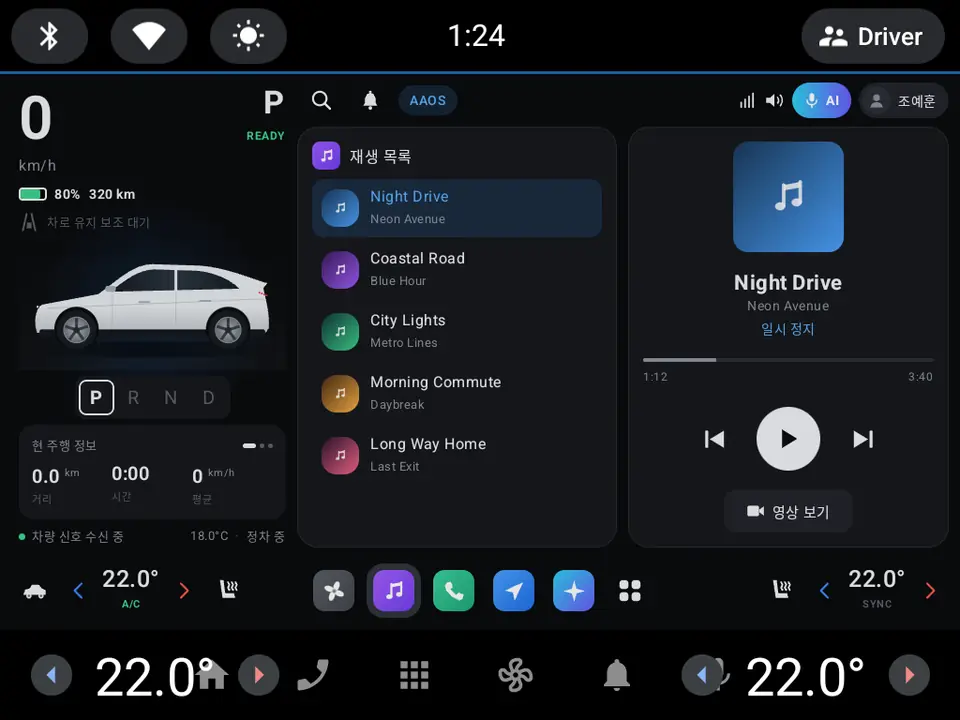 1:24
Driver
0
P
READY
km/h
80% 320 km
차로 유지 보조 대기
P R N D
현 주행 정보
0.0 km
0:00
0 km/h
거리
시간
평균
차량 신호 수신 중
18.0°C · 정차 중
AAOS
AI
조예훈
재생 목록
Night Drive
Neon Avenue
Coastal Road
Blue Hour
City Lights
Metro Lines
Morning Commute
Daybreak
Long Way Home
Last Exit
Night Drive
Neon Avenue
일시 정지
1:12
3:40
영상 보기
22.0°
A/C
22.0°
SYNC
22.0°
22.0°